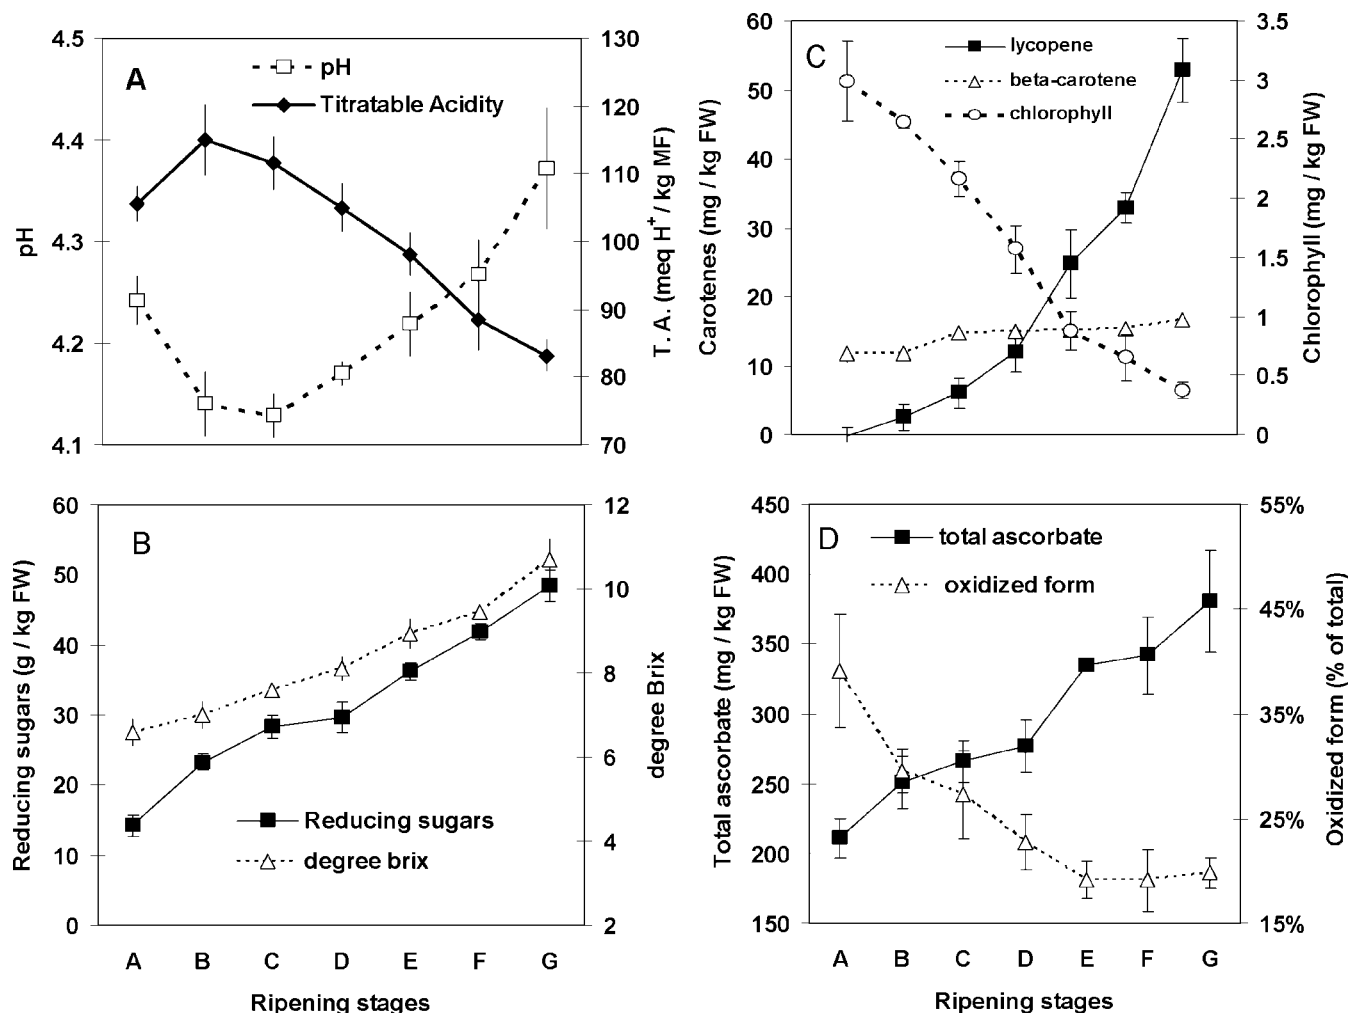 A
pH
Titratable Acidity
4.5
4.4
4.3
4.2
4.1
pH
130
120
110
100
90
80
70
T. A. (meq H⁺ / kg MF)
C
lycopene
beta-carotene
chlorophyll
60
50
40
30
20
10
0
Carotenes (mg / kg FW)
3.5
3
2.5
2
1.5
1
0.5
0
Chlorophyll (mg / kg FW)
B
Reducing sugars
degree brix
60
50
40
30
20
10
0
Reducing sugars (g / kg FW)
12
10
8
6
4
2
degree Brix
A B C D E F G
Ripening stages
D
total ascorbate
oxidized form
450
400
350
300
250
200
150
Total ascorbate (mg / kg FW)
55%
45%
35%
25%
15%
Oxidized form (% of total)
A B C D E F G
Ripening stages